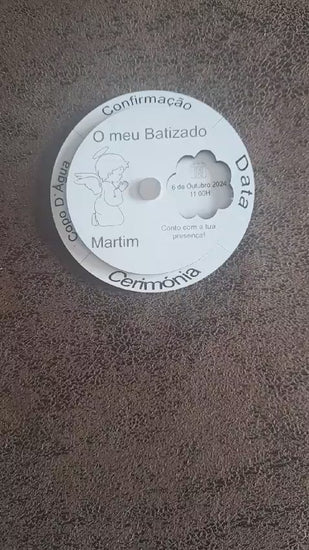 Confirmação
O meu Batizado
Data
6 de Outubro 2024
11:00H
Copo D'Água
Conto com a tua
presença!
Martim
Cerimónia